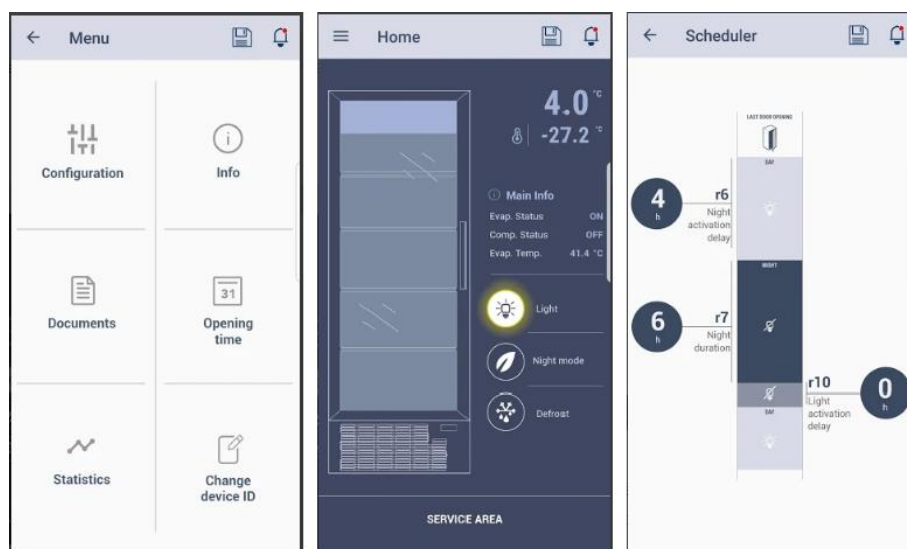 Menu
Configuration
Info
Documents
31
Opening
time
Statistics
Change
device ID
Home
4.0 °C
-27.2 °C
Main Info
Evap. Status ON
Comp. Status OFF
Evap. Temp. 41.4 °C
Light
Night mode
Defrost
SERVICE AREA
Scheduler
LAST DOOR OPENING
DAY
4
h
r6
Night
activation
delay
NIGHT
6
h
r7
Night
duration
r10
Light
activation
delay
0
h
DAY